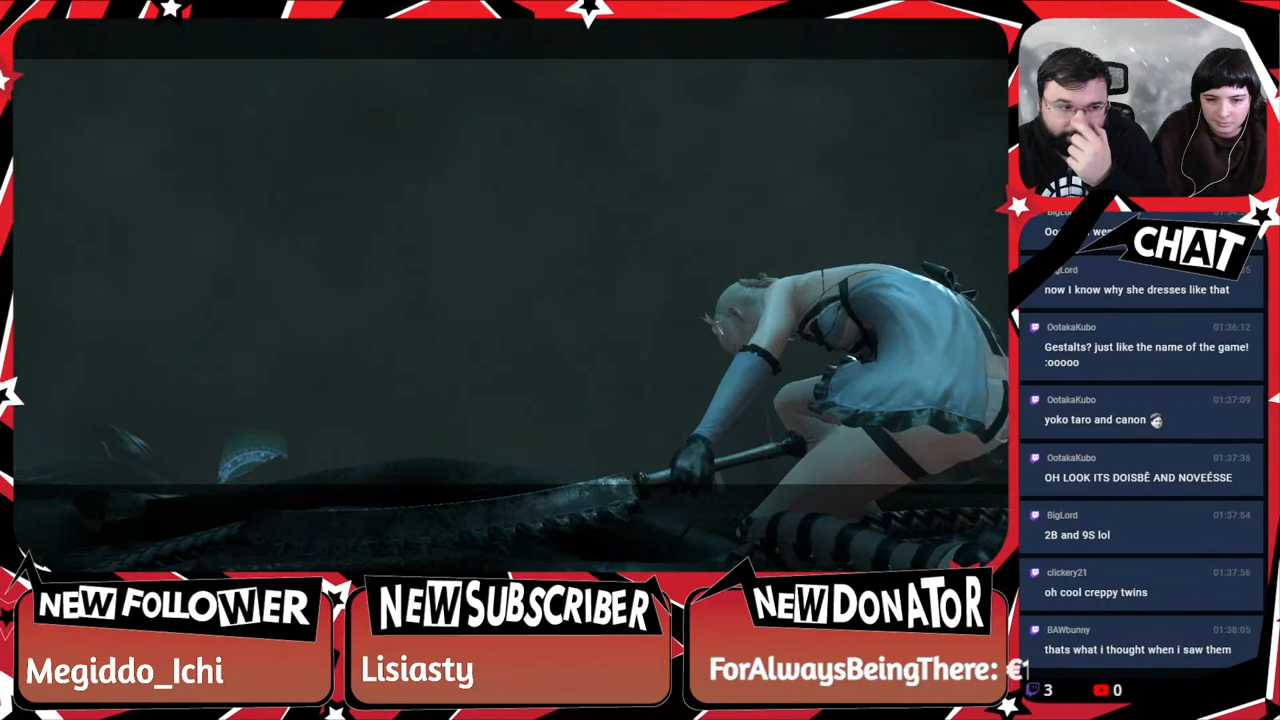 CHAT
now I know why she dresses like that
OotakaKubo 01:36:12
Gestalts? just like the name of the game!
:ooooo
OotakaKubo 01:37:09
yoko taro and canon
OotakaKubo 01:37:36
OH LOOK ITS DOISBÊ AND NOVEÉSSE
BigLord 01:37:54
2B and 9S lol
clickery21 01:37:56
oh cool creppy twins
BAWbunny 01:38:05
thats what i thought when i saw them
3 0
NEW FOLLOWER
Megiddo_Ichi
NEW SUBSCRIBER
Lisiasty
NEW DONATOR
ForAlwaysBeingThere: €1